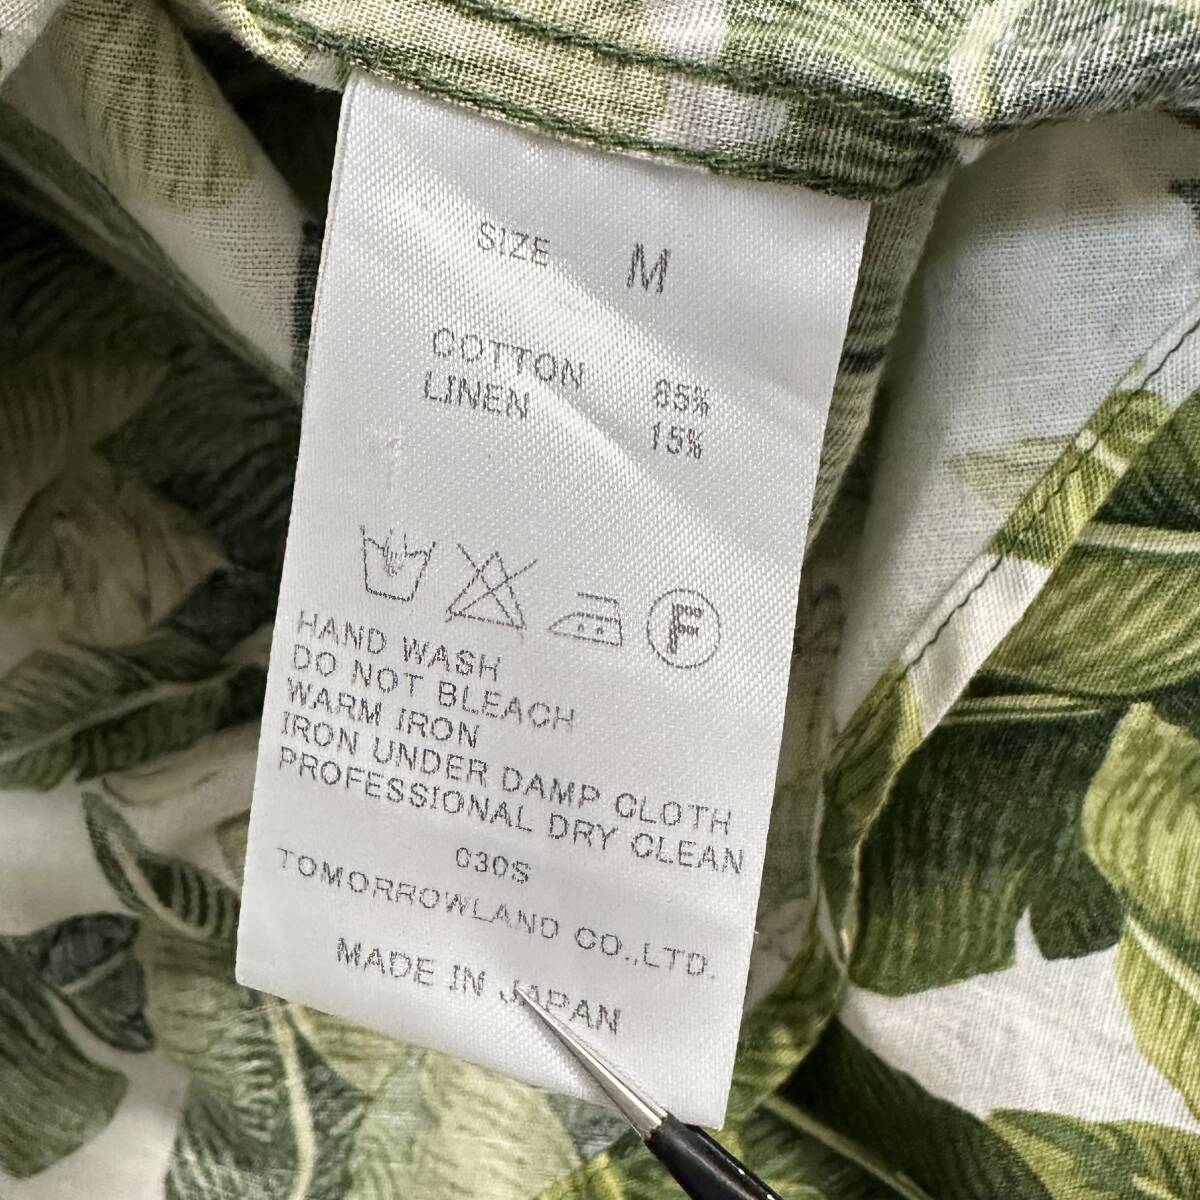 SIZE M
COTTON 85%
LINEN 15%
F
HAND WASH
DO NOT BLEACH
WARM IRON
IRON UNDER DAMP CLOTH
PROFESSIONAL DRY CLEAN
030S
TOMORROWLAND CO.,LTD.
MADE IN JAPAN